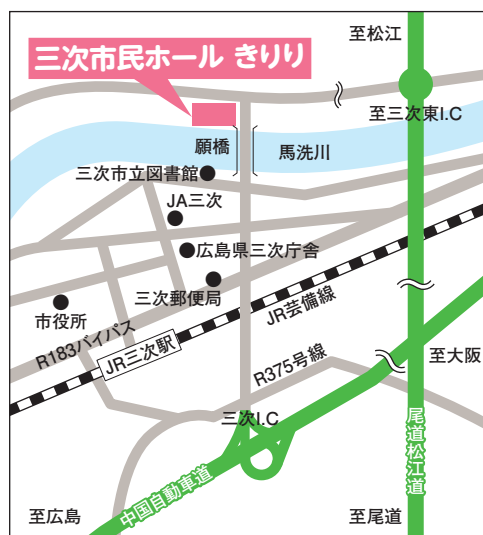 至松江
三次市民ホール きりり
至三次東I.C
願橋
馬洗川
三次市立図書館
JA三次
広島県三次庁舎
三次郵便局
市役所
JR芸備線
R183バイパス
JR三次駅
R375号線
至大阪
三次I.C
尾道松江道
中国自動車道
至広島
至尾道